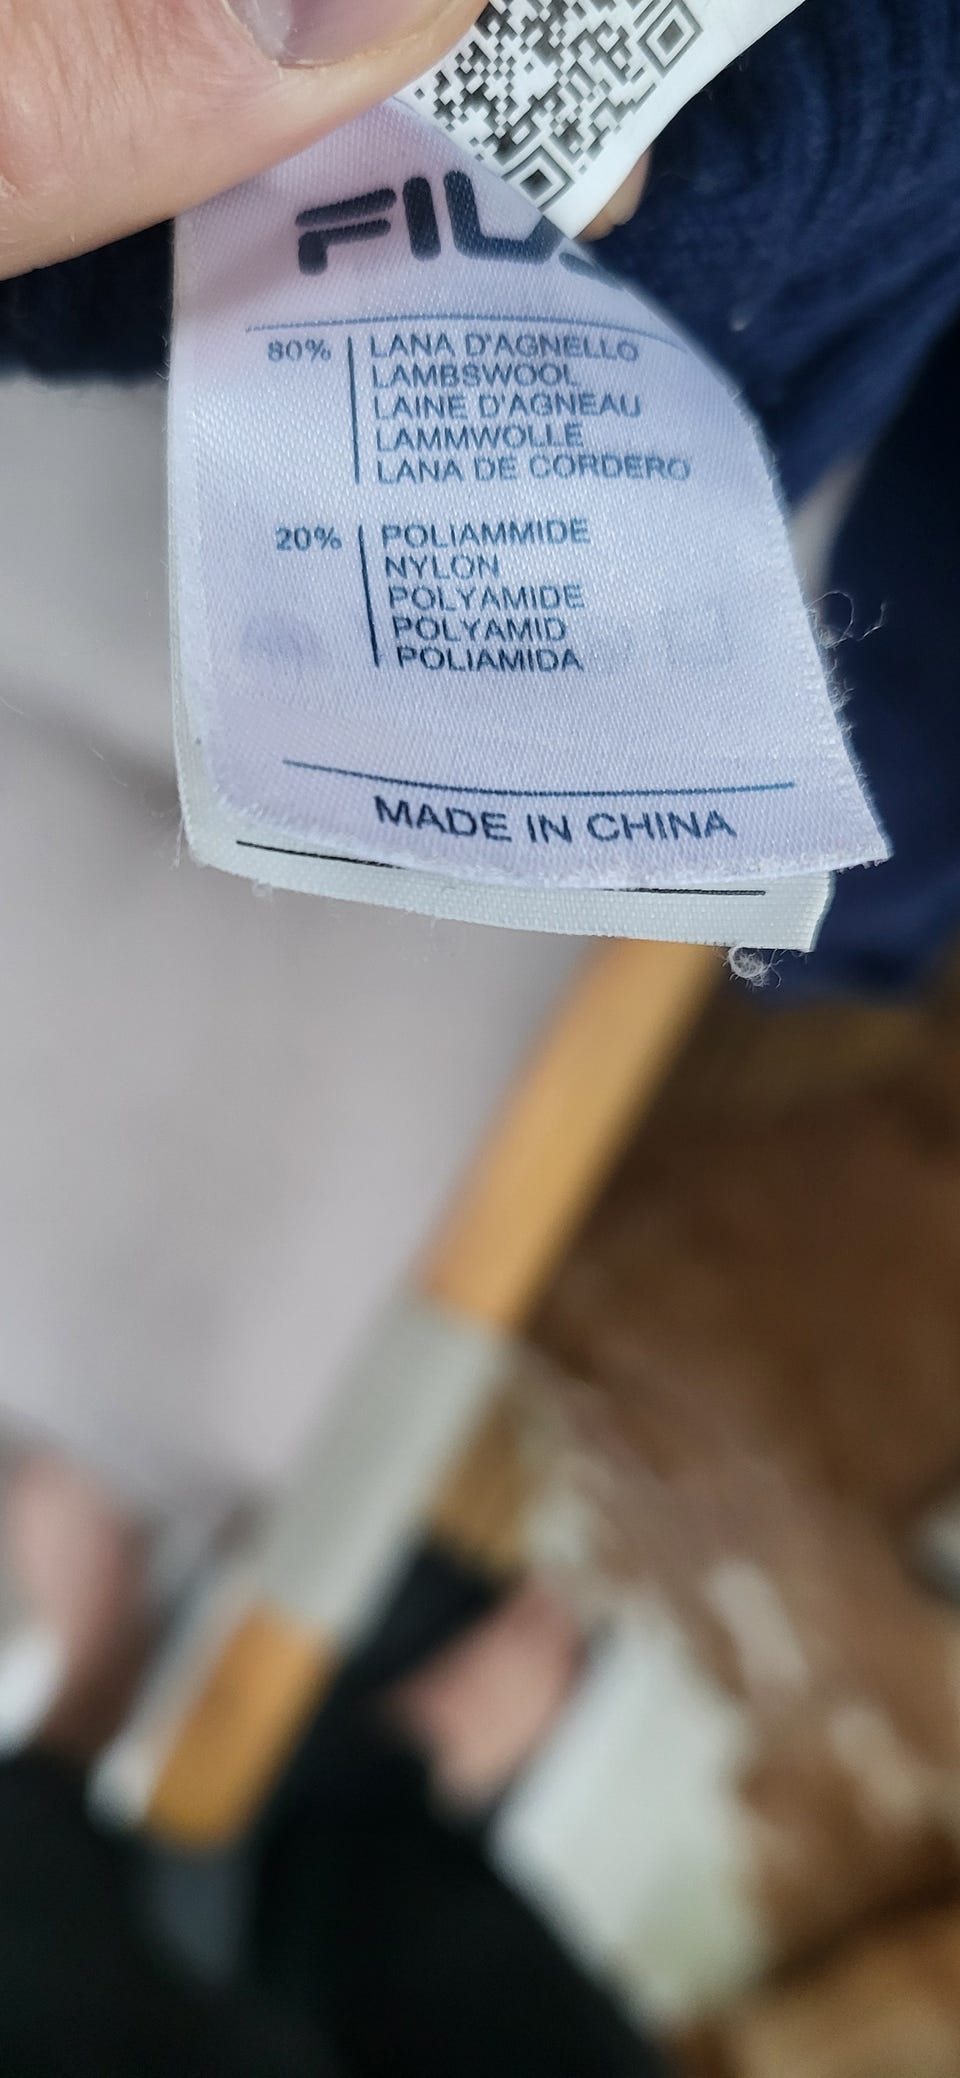 FILA
80% LANA D'AGNELLO
LAMBSWOOL
LAINE D'AGNEAU
LAMMWOLLE
LANA DE CORDERO
20% POLIAMMIDE
NYLON
POLYAMIDE
POLYAMID
POLIAMIDA
MADE IN CHINA